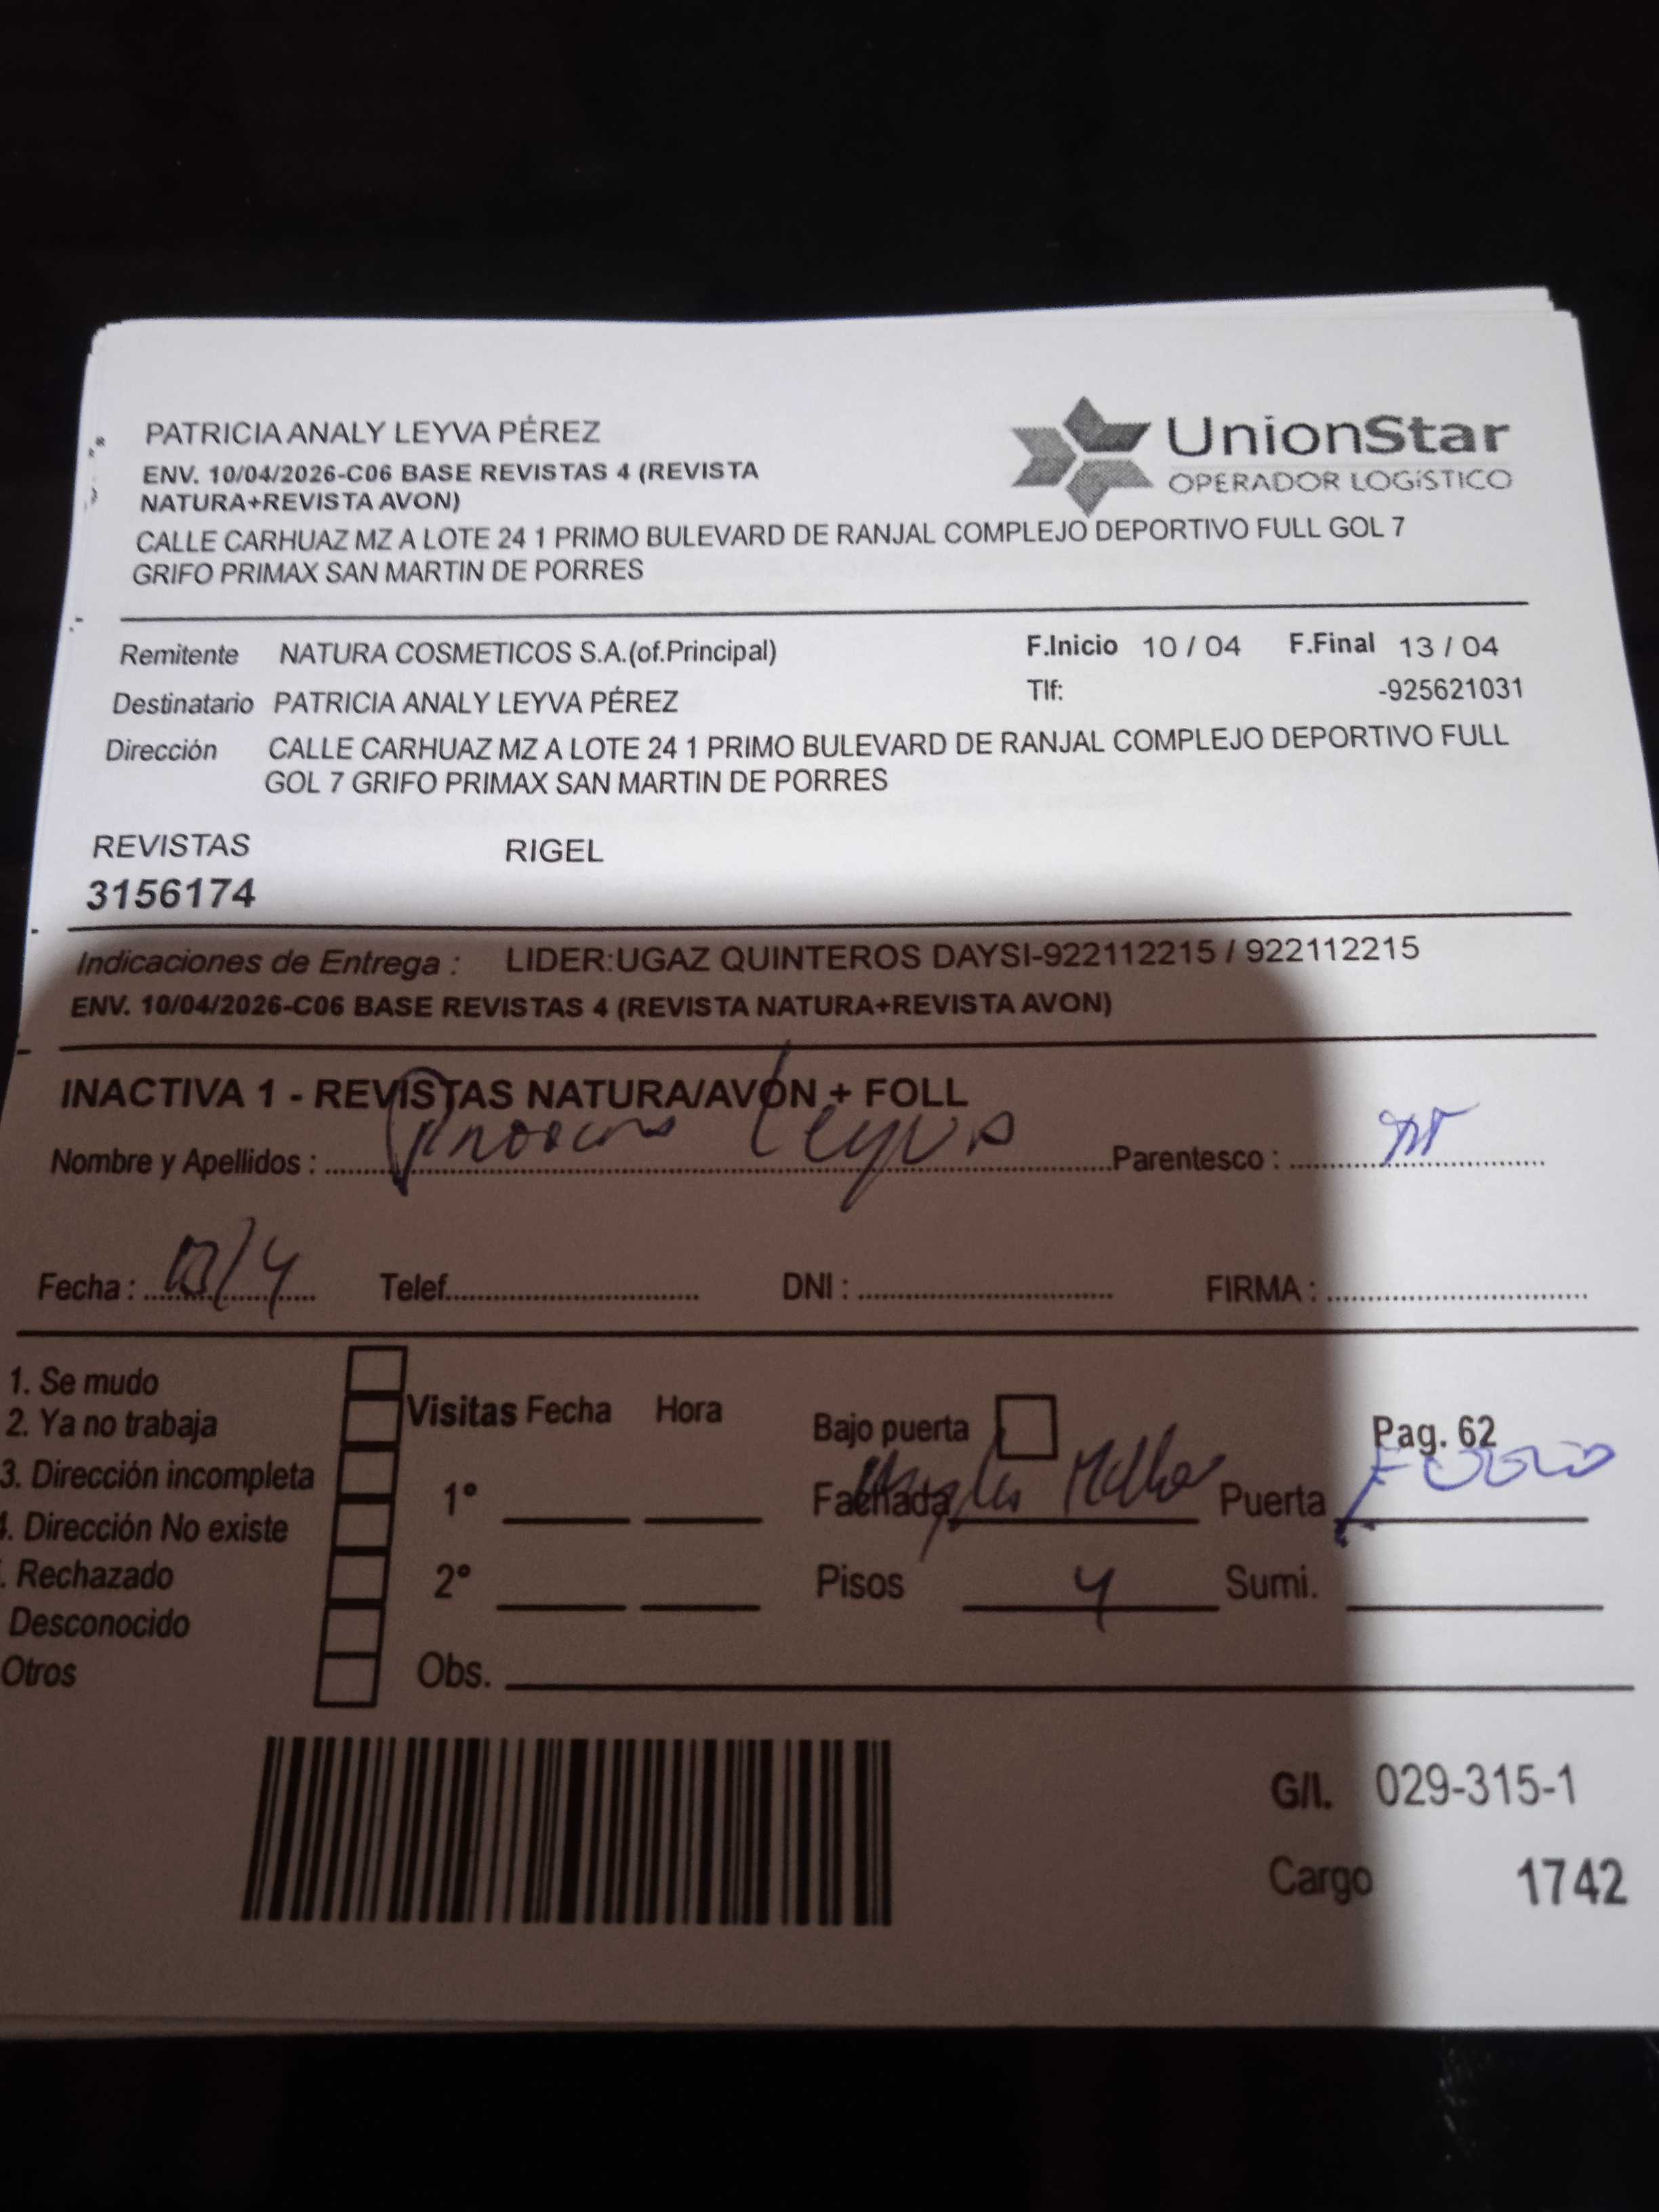 PATRICIA ANALY LEYVA PÉREZ
ENV. 10/04/2026-C06 BASE REVISTAS 4 (REVISTA
NATURA+REVISTA AVON)
UnionStar
OPERADOR LOGÍSTICO
CALLE CARHUAZ MZ A LOTE 24 1 PRIMO BULEVARD DE RANJAL COMPLEJO DEPORTIVO FULL GOL 7
GRIFO PRIMAX SAN MARTIN DE PORRES
Remitente NATURA COSMETICOS S.A.(of.Principal) F.Inicio 10 / 04 F.Final 13 / 04
Destinatario PATRICIA ANALY LEYVA PÉREZ Tlf: -925621031
Dirección CALLE CARHUAZ MZ A LOTE 24 1 PRIMO BULEVARD DE RANJAL COMPLEJO DEPORTIVO FULL
GOL 7 GRIFO PRIMAX SAN MARTIN DE PORRES
REVISTAS RIGEL
3156174
Indicaciones de Entrega : LIDER:UGAZ QUINTEROS DAYSI-922112215 / 922112215
ENV. 10/04/2026-C06 BASE REVISTAS 4 (REVISTA NATURA+REVISTA AVON)
INACTIVA 1 - REVISTAS NATURA/AVON + FOLL
Nombre y Apellidos : Leyva Parentesco :
Fecha : 13/4 Telef. DNI : FIRMA :
1. Se mudo
2. Ya no trabaja
3. Dirección incompleta
. Dirección No existe
. Rechazado
Desconocido
Otros
Visitas Fecha Hora
1°
2°
Obs.
Bajo puerta Pag. 62
Fachada Puerta
Pisos 4 Sumi.
G/I. 029-315-1
Cargo 1742